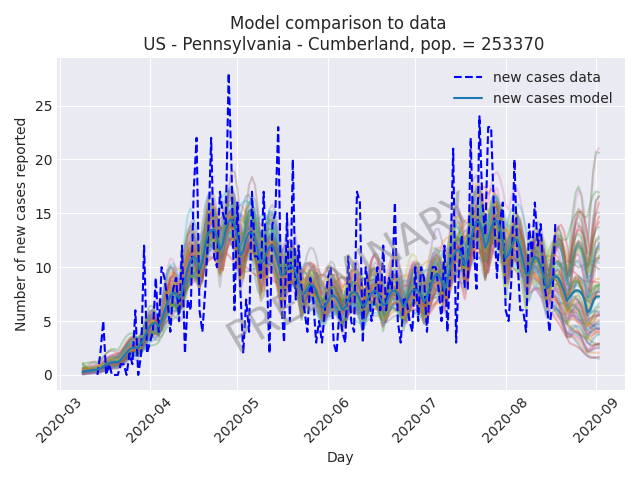 Model comparison to data
US - Pennsylvania - Cumberland, pop. = 253370
new cases data
new cases model
Number of new cases reported
25
20
15
10
5
0
PRELIMINARY
2020-03
2020-04
2020-05
2020-06
2020-07
2020-08
2020-09
Day